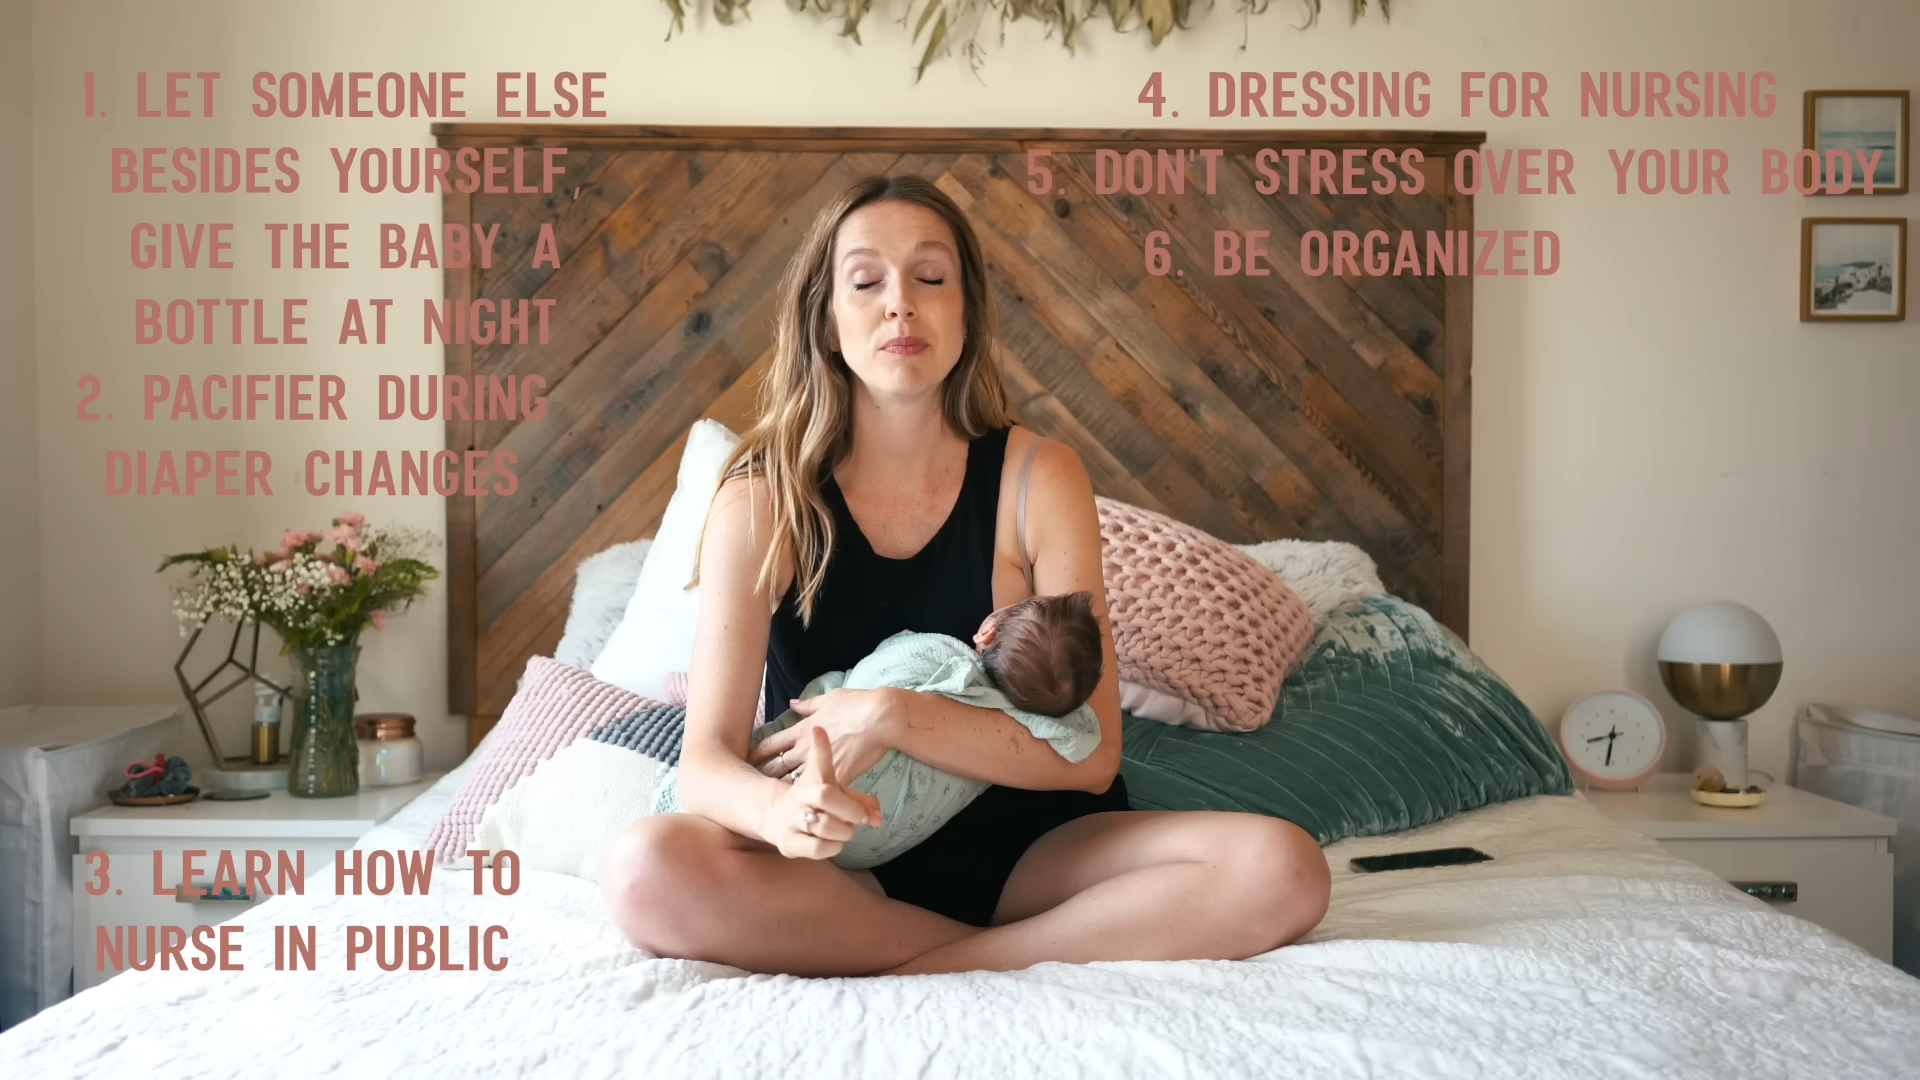 1. LET SOMEONE ELSE
BESIDES YOURSELF,
GIVE THE BABY A
BOTTLE AT NIGHT
2. PACIFIER DURING
DIAPER CHANGES
3. LEARN HOW TO
NURSE IN PUBLIC
4. DRESSING FOR NURSING
5. DON'T STRESS OVER YOUR BODY
6. BE ORGANIZED